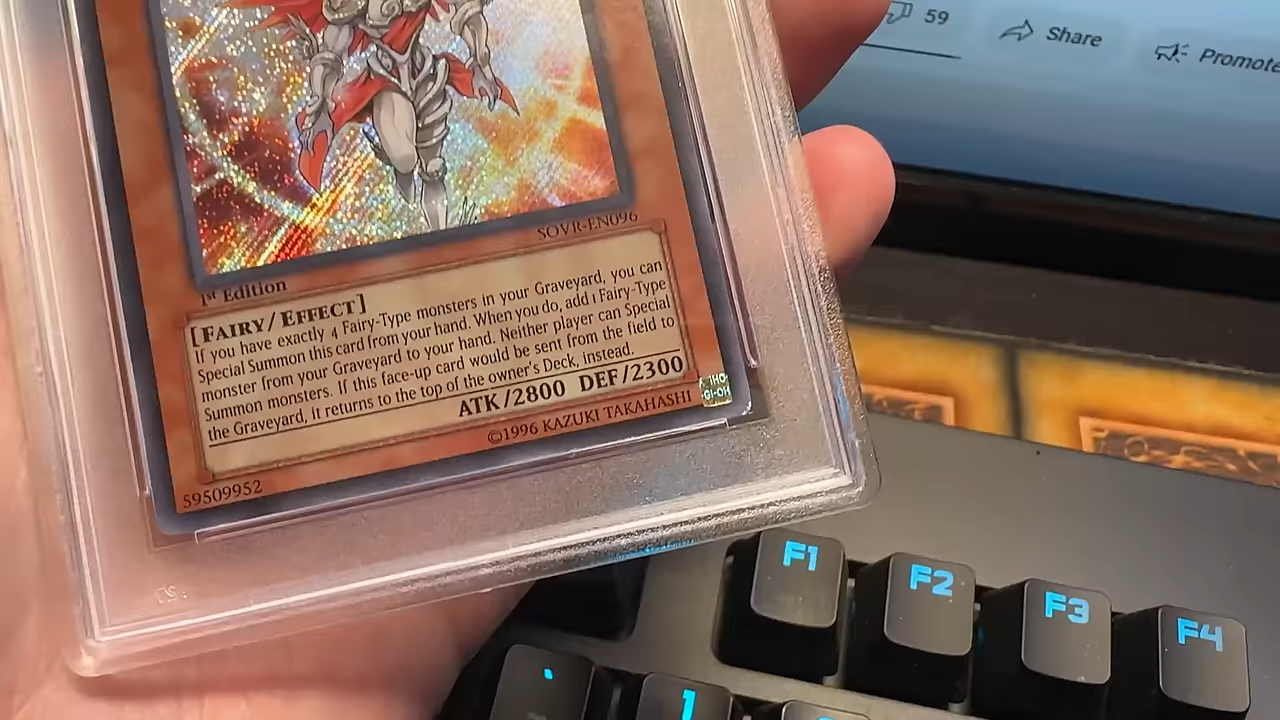 59
Share
Promote
SOVR-EN096
1st Edition
[FAIRY/EFFECT]
If you have exactly 4 Fairy-Type monsters in your Graveyard, you can
Special Summon this card from your hand. When you do, add 1 Fairy-Type
monster from your Graveyard to your hand. Neither player can Special
Summon monsters. If this face-up card would be sent from the field to
the Graveyard, it returns to the top of the owner's Deck, instead.
ATK/2800 DEF/2300
©1996 KAZUKI TAKAHASHI
59509952
F1
F2
F3
F4
1